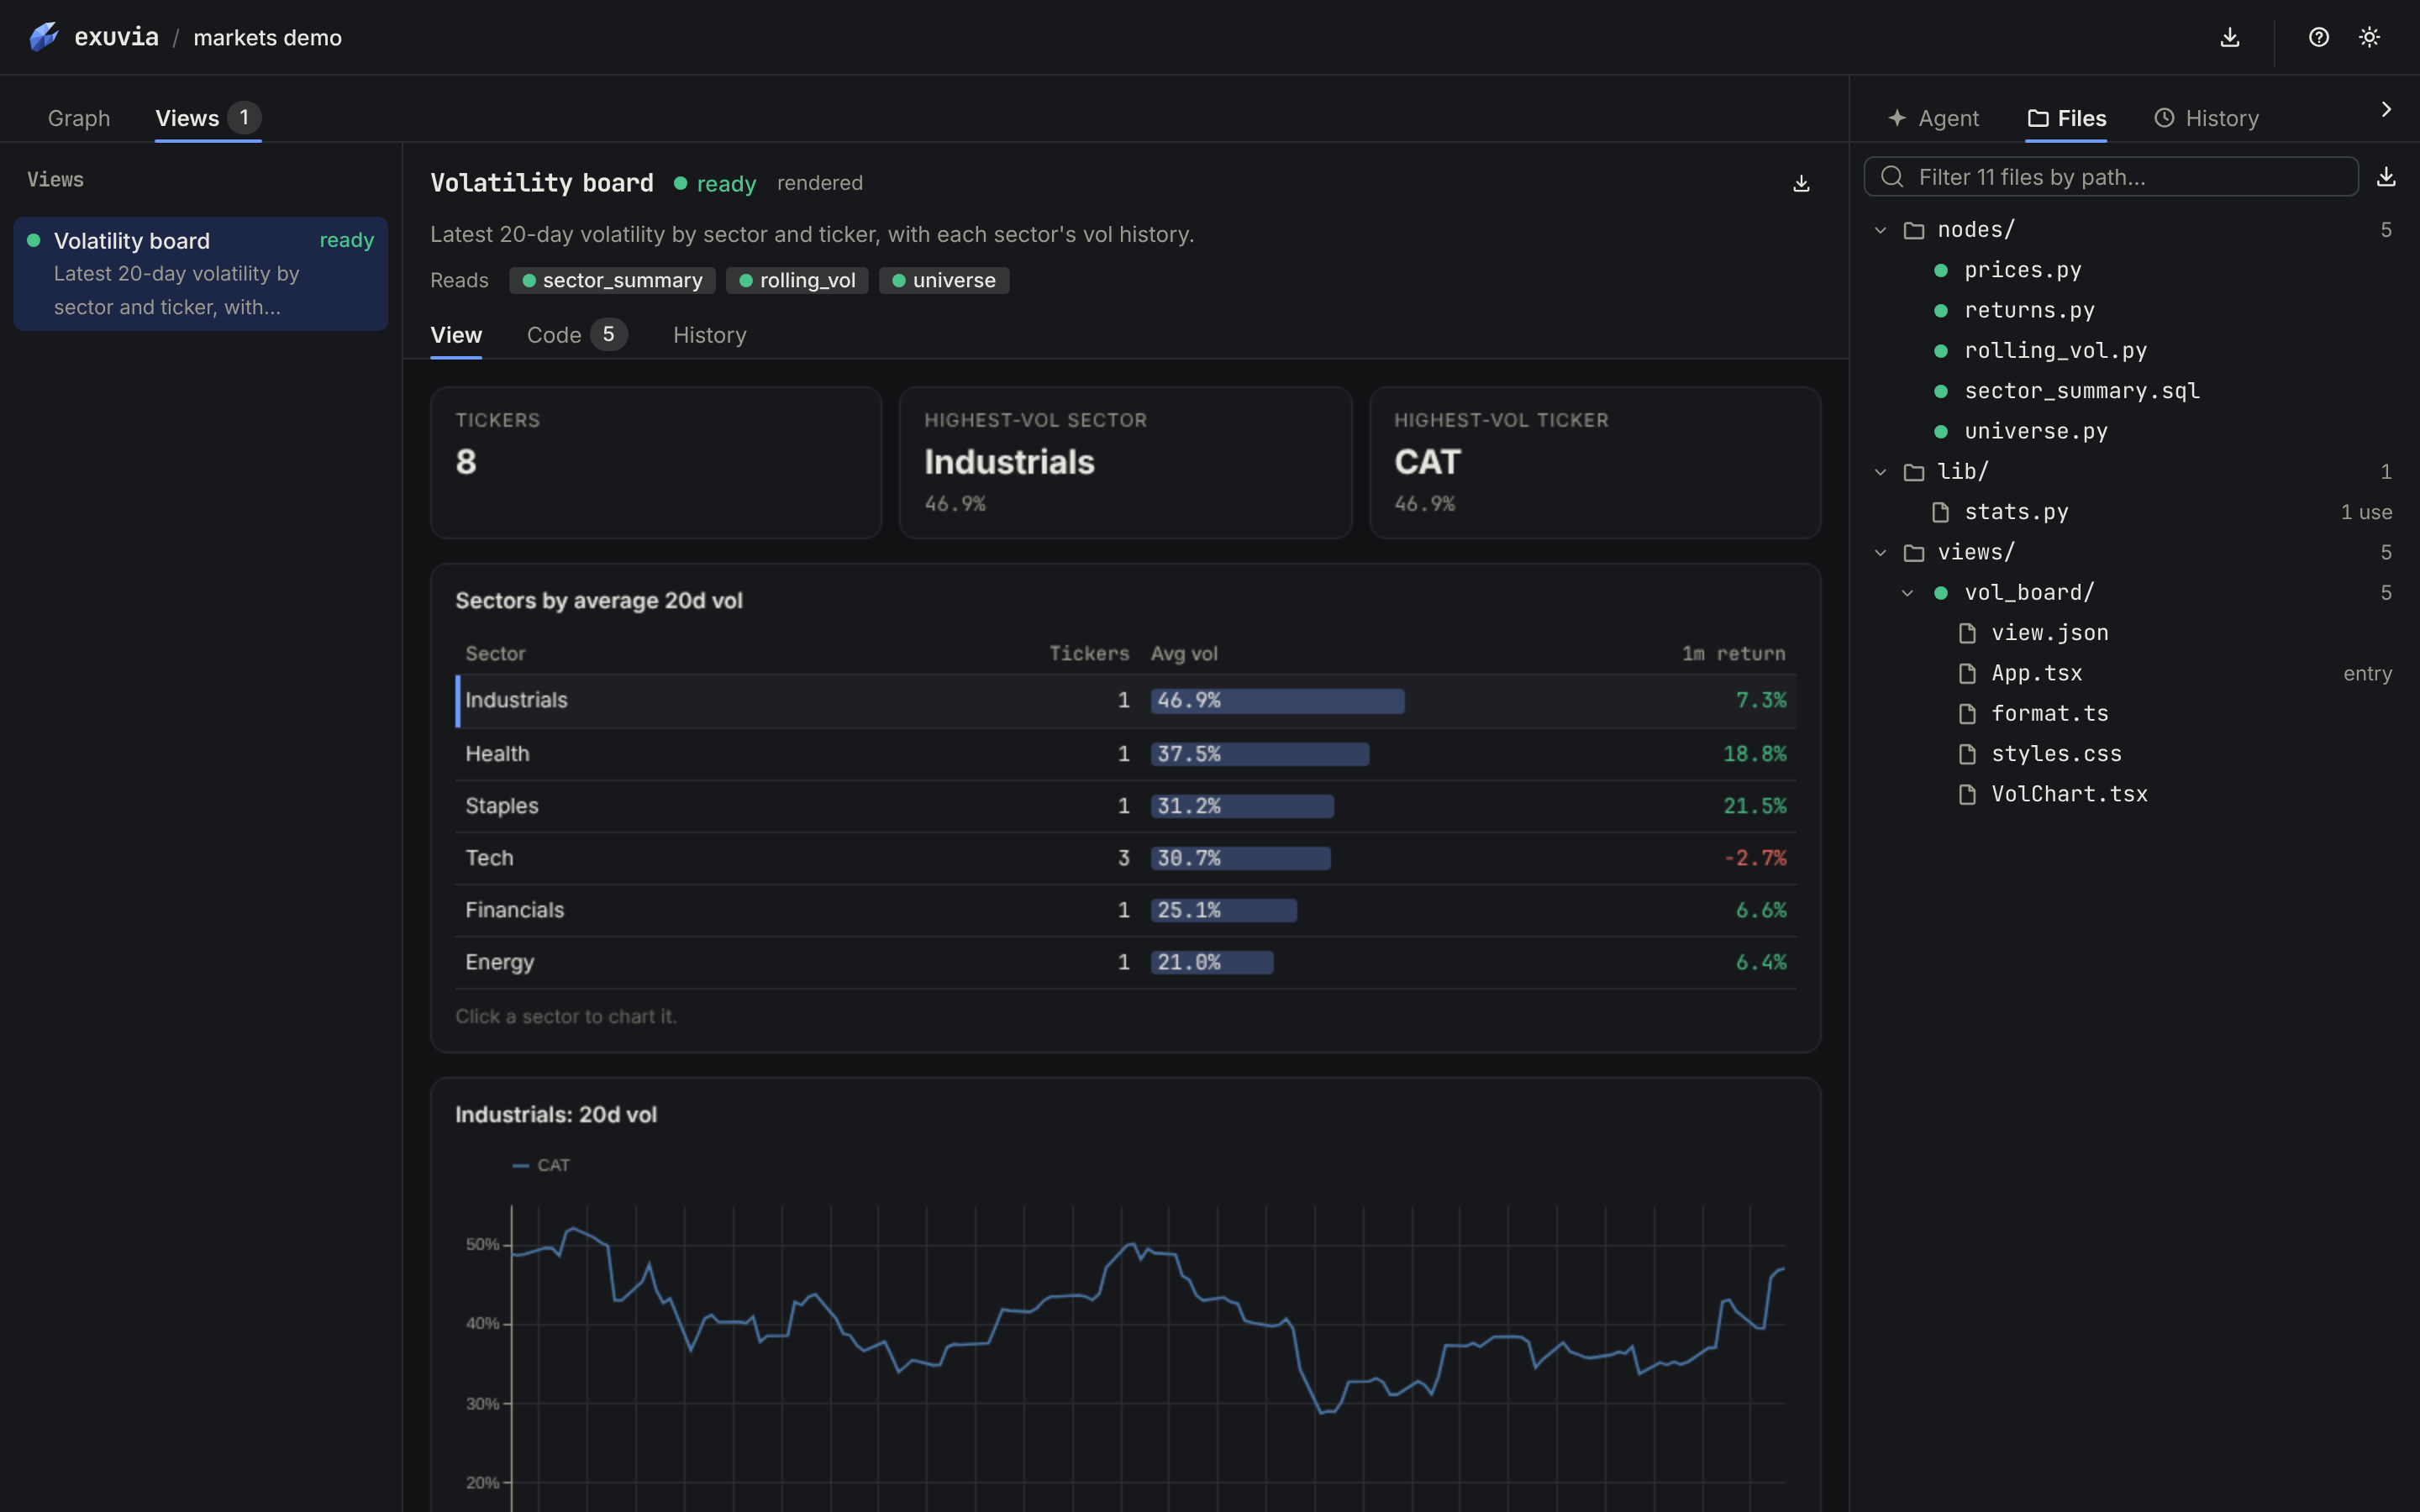 exuvia / markets demo
Graph
Views 1
Agent
Files
History
Views
Volatility board ready
Latest 20-day volatility by
sector and ticker, with...
Volatility board ready rendered
Latest 20-day volatility by sector and ticker, with each sector's vol history.
Reads sector_summary rolling_vol universe
View
Code 5
History
TICKERS
8
HIGHEST-VOL SECTOR
Industrials
46.9%
HIGHEST-VOL TICKER
CAT
46.9%
Sectors by average 20d vol
Sector Tickers Avg vol 1m return
Industrials 1 46.9% 7.3%
Health 1 37.5% 18.8%
Staples 1 31.2% 21.5%
Tech 3 30.7% -2.7%
Financials 1 25.1% 6.6%
Energy 1 21.0% 6.4%
Click a sector to chart it.
Industrials: 20d vol
CAT
50%
40%
30%
20%
Filter 11 files by path...
nodes/ 5
prices.py
returns.py
rolling_vol.py
sector_summary.sql
universe.py
lib/ 1
stats.py 1 use
views/ 5
vol_board/ 5
view.json
App.tsx entry
format.ts
styles.css
VolChart.tsx